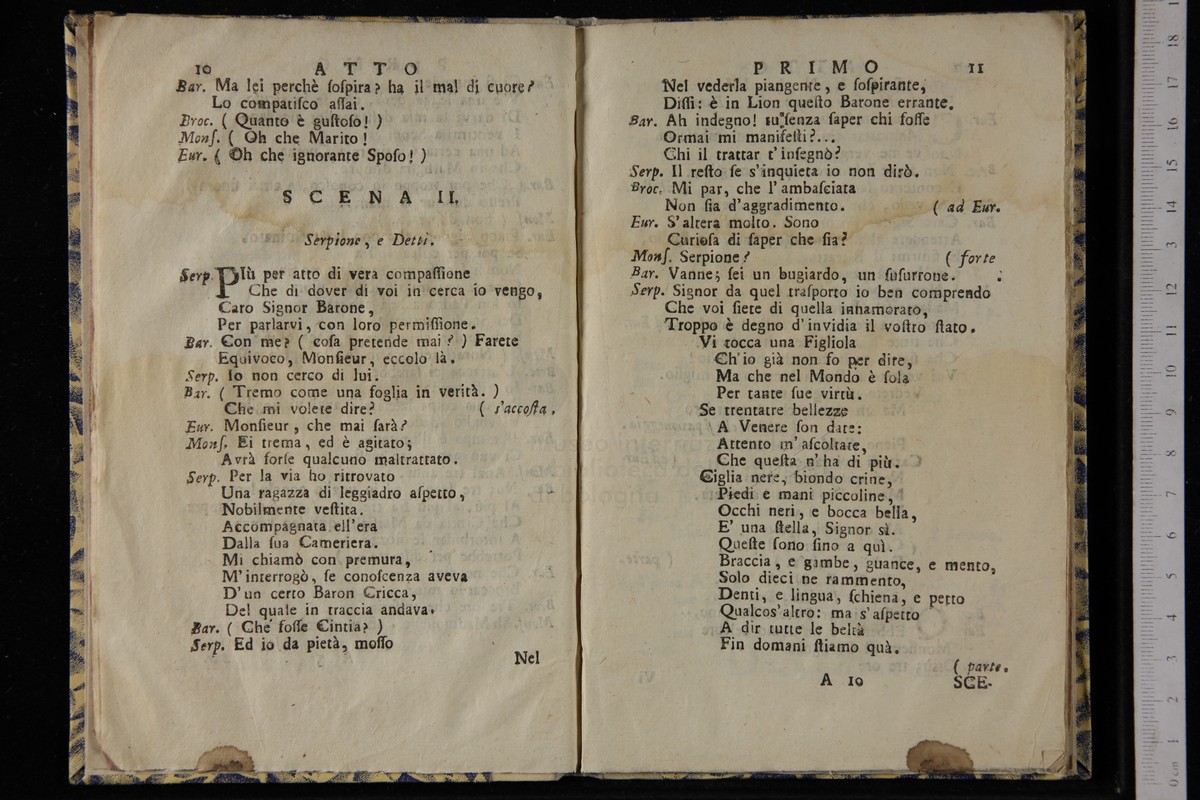 10 ATTO
Bar. Ma lei perchè ſoſpira? ha il mal di cuore?
Lo compatiſco aſſai.
Broc. ( Quanto è guſtoſo! )
Monſ. ( Oh che Marito!
Eur. ( Oh che ignorante Spoſo! )
SCENA II.
Serpione, e Detti.
Serp. PIù per atto di vera compaſſione
Che di dover di voi in cerca io vengo,
Caro Signor Barone,
Per parlarvi, con loro permiſſione.
Bar. Con me? ( coſa pretende mai? ) Farete
Equivoco, Monſieur, eccolo là.
Serp. Io non cerco di lui.
Bar. ( Tremo come una foglia in verità. )
Che mi volete dire? ( s'accoſta.
Eur. Monſieur, che mai ſarà?
Monſ. Ei trema, ed è agitato;
Avrà forſe qualcuno maltrattato.
Serp. Per la via ho ritrovato
Una ragazza di leggiadro aſpetto,
Nobilmente veſtita.
Accompagnata ell'era
Dalla ſua Cameriera.
Mi chiamò con premura,
M'interrogò, ſe conoſcenza aveva
D'un certo Baron Cricca,
Del quale in traccia andava.
Bar. ( Che foſſe Cintia? )
Serp. Ed io da pietà, moſſo
Nel
PRIMO 11
Nel vederla piangente, e ſoſpirante,
Diſſi: è in Lion queſto Barone errante.
Bar. Ah indegno! tu, ſenza ſaper chi foſſe
Ormai mi manifeſti?...
Chi il trattar t'inſegnò?
Serp. Il reſto ſe s'inquieta io non dirò.
Broc. Mi par, che l'ambaſciata
Non ſia d'aggradimento. ( ad Eur.
Eur. S'altera molto. Sono
Curioſa di ſaper che ſia?
Monſ. Serpione? ( forte
Bar. Vanne; ſei un bugiardo, un ſuſurrone.
Serp. Signor da quel traſporto io ben comprendo
Che voi ſiete di quella innamorato,
Troppo è degno d'invidia il voſtro ſtato.
Vi tocca una Figliola
Ch'io già non fo per dire,
Ma che nel Mondo è ſola
Per tante ſue virtù.
Se trentatre bellezze
A Venere ſon date:
Attento m'aſcoltate,
Che queſta n'ha di più.
Ciglia nere, biondo crine,
Piedi e mani piccoline,
Occhi neri, e bocca bella,
E' una ſtella, Signor sì.
Queſte ſono ſino a quì.
Braccia, e gambe, guance, e mento,
Solo dieci ne rammento,
Denti, e lingua, ſchiena, e petto
Qualcos'altro: ma s'aſpetto
A dir tutte le beltà
Fin domani ſtiamo quà.
( parte.
A 10 SCE-